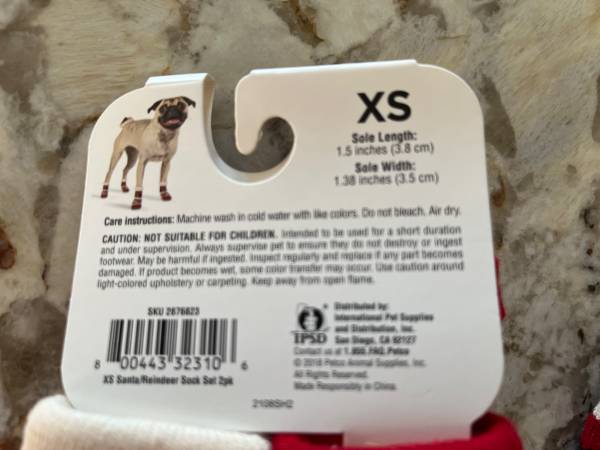 XS
Sole Length:
1.5 inches (3.8 cm)
Sole Width:
1.38 inches (3.5 cm)
Care instructions: Machine wash in cold water with like colors. Do not bleach. Air dry.
CAUTION: NOT SUITABLE FOR CHILDREN. Intended to be used for a short duration
and under supervision. Always supervise pet to ensure they do not destroy or ingest
footwear. May be harmful if ingested. Inspect regularly and replace if any part becomes
damaged. If product becomes wet, some color transfer may occur. Use caution around
light-colored upholstery or carpeting. Keep away from open flame.
SKU 2876623
8 00443 32310 6
XS Santa/Reindeer Sock Set 2pk
IPSD
Distributed by:
International Pet Supplies
and Distribution, Inc.
San Diego, CA 92127
Contact us at 1.800.FAQ.Petco
© 2018 Petco Animal Supplies, Inc.
All Rights Reserved.
Made Responsibly in China.
2108SH2